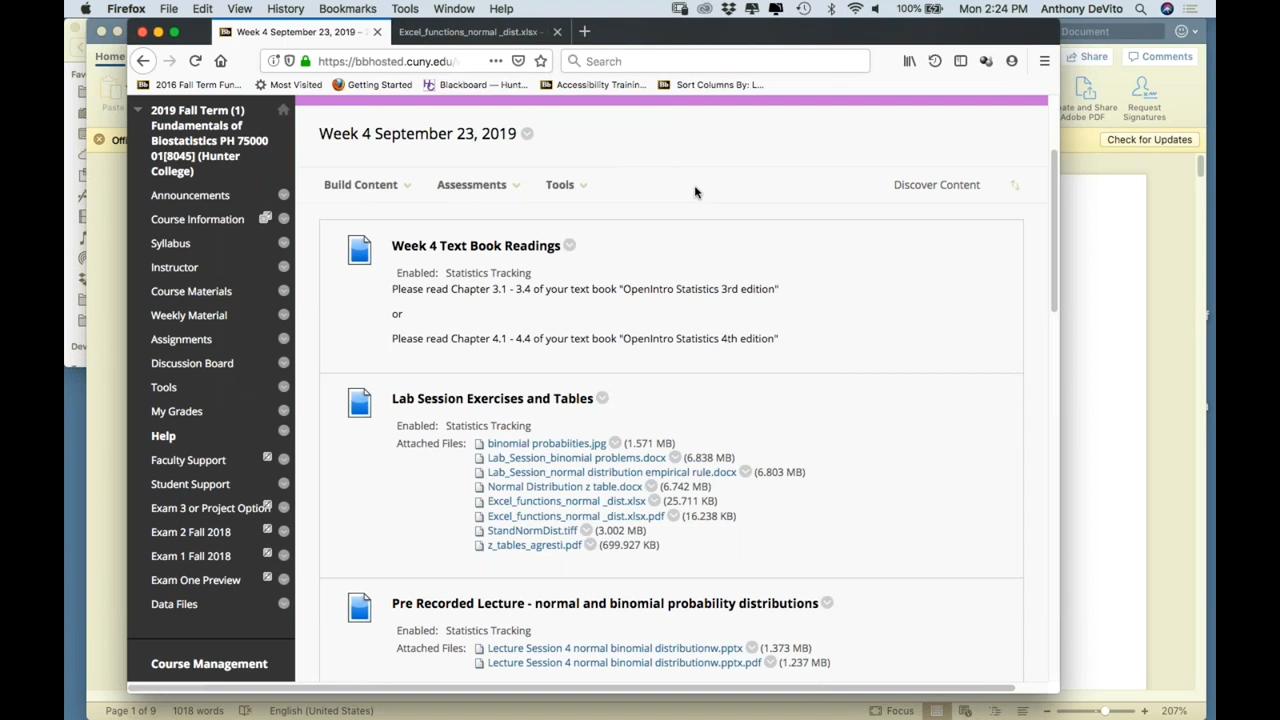 Firefox File Edit View History Bookmarks Tools Window Help 100% Mon 2:24 PM Anthony DeVito
Week 4 September 23, 2019 – Excel_functions_normal _dist.xlsx -
Document
https://bbhosted.cuny.edu/ Search
Home Share Comments
2016 Fall Term Fun... Most Visited Getting Started Blackboard — Hunt... Accessibility Trainin... Sort Columns By: L...
Paste
Adobe PDF
and Share
Request
Signatures
Check for Updates
2019 Fall Term (1)
Fundamentals of
Biostatistics PH 75000
01[8045] (Hunter
College)
Announcements
Course Information
Syllabus
Instructor
Course Materials
Weekly Material
Assignments
Discussion Board
Tools
My Grades
Help
Faculty Support
Student Support
Exam 3 or Project Option
Exam 2 Fall 2018
Exam 1 Fall 2018
Exam One Preview
Data Files
Course Management
Week 4 September 23, 2019
Build Content Assessments Tools Discover Content
Week 4 Text Book Readings
Enabled: Statistics Tracking
Please read Chapter 3.1 - 3.4 of your text book "OpenIntro Statistics 3rd edition"
or
Please read Chapter 4.1 - 4.4 of your text book "OpenIntro Statistics 4th edition"
Lab Session Exercises and Tables
Enabled: Statistics Tracking
Attached Files: binomial probabliities.jpg (1.571 MB)
Lab_Session_binomial problems.docx (6.838 MB)
Lab_Session_normal distribution empirical rule.docx (6.803 MB)
Normal Distribution z table.docx (6.742 MB)
Excel_functions_normal _dist.xlsx (25.711 KB)
Excel_functions_normal _dist.xlsx.pdf (16.238 KB)
StandNormDist.tiff (3.002 MB)
z_tables_agresti.pdf (699.927 KB)
Pre Recorded Lecture - normal and binomial probability distributions
Enabled: Statistics Tracking
Attached Files: Lecture Session 4 normal binomial distributionw.pptx (1.373 MB)
Lecture Session 4 normal binomial distributionw.pptx.pdf (1.237 MB)
Page 1 of 9 1018 words English (United States) Focus 207%